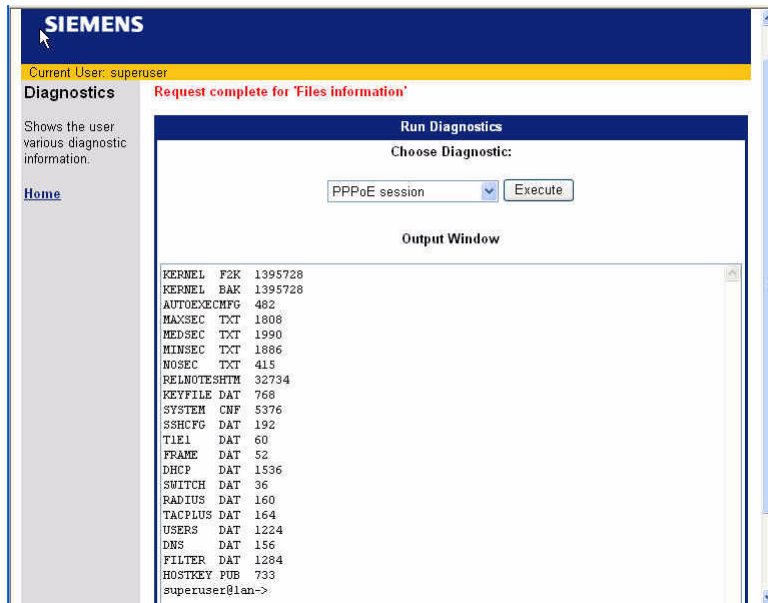 SIEMENS
Current User: superuser
Diagnostics
Shows the user
various diagnostic
information.
Home
Request complete for 'Files information'
Run Diagnostics
Choose Diagnostic:
PPPoE session
Execute
Output Window
KERNEL F2K 1395728
KERNEL BAK 1395728
AUTOEXECMFG 482
MAXSEC TXT 1808
MEDSEC TXT 1990
MINSEC TXT 1886
NOSEC TXT 415
RELNOTESHTM 32734
KEYFILE DAT 768
SYSTEM CNF 5376
SSHCFG DAT 192
T1E1 DAT 60
FRAME DAT 52
DHCP DAT 1536
SWITCH DAT 36
RADIUS DAT 160
TACPLUS DAT 164
USERS DAT 1224
DNS DAT 156
FILTER DAT 1284
HOSTKEY PUB 733
superuser@lan->